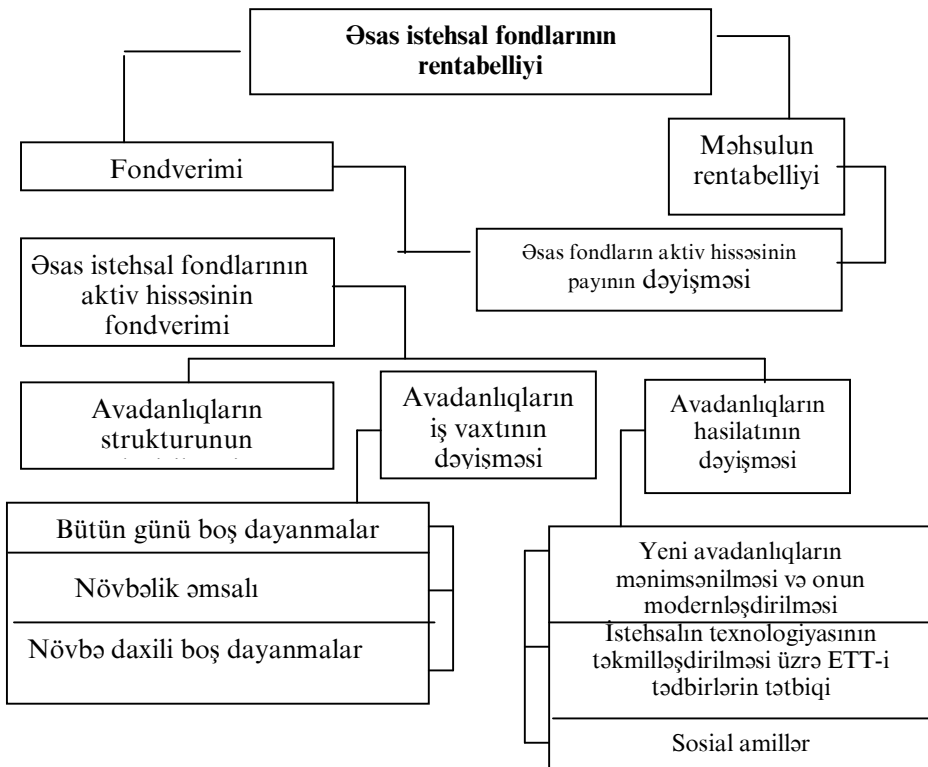 Əsas istehsal fondlarının
rentabelliyi
Fondverimi
Məhsulun
rentabelliyi
Əsas fondların aktiv hissəsinin
payının dəyişməsi
Əsas istehsal fondlarının
aktiv hissəsinin
fondverimi
Avadanlıqların
strukturunun
Avadanlıqların
iş vaxtının
dəyişməsi
Avadanlıqların
hasilatının
dəyişməsi
Bütün günü boş dayanmalar
Növbəlik əmsalı
Növbə daxili boş dayanmalar
Yeni avadanlıqların
mənimsənilməsi və onun
modernləşdirilməsi
İstehsalın texnologiyasının
təkmilləşdirilməsi üzrə ETT-i
tədbirlərin tətbiqi
Sosial amillər